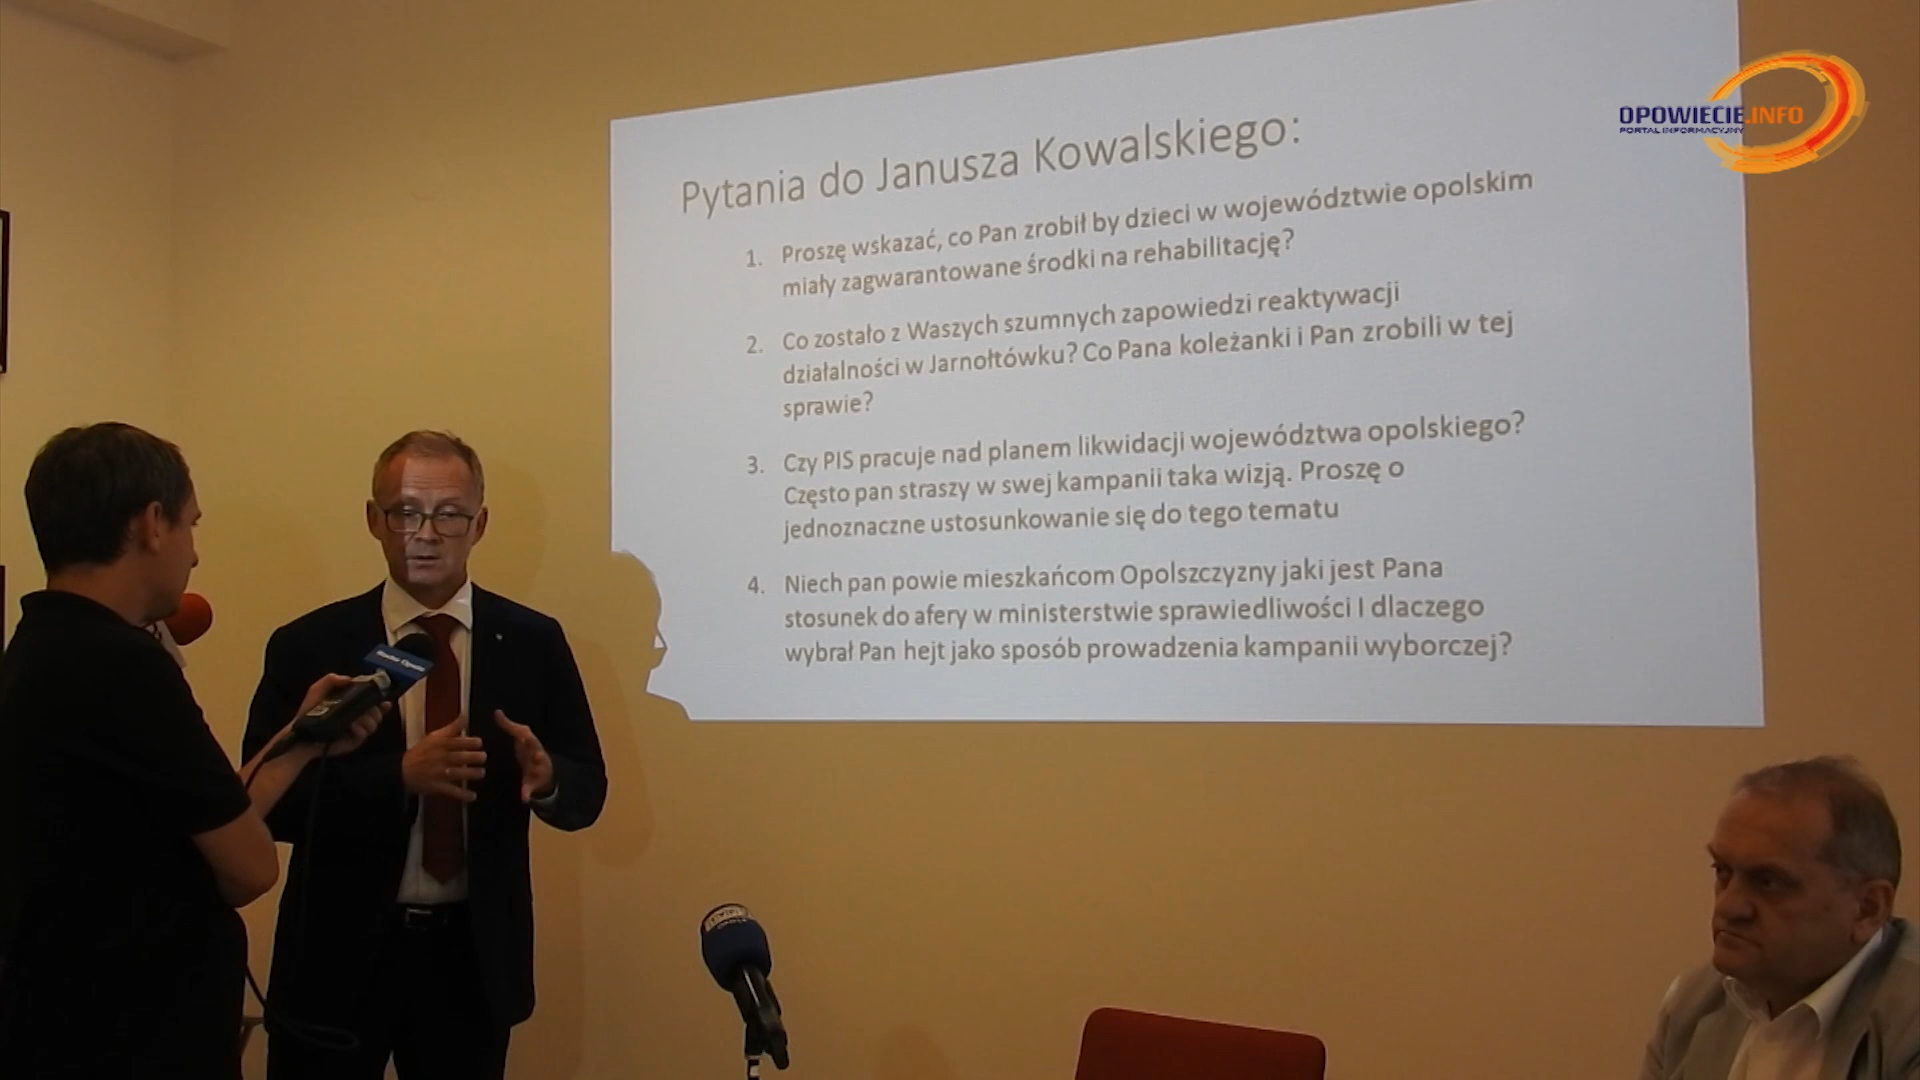 OPOWIECIE.INFO
PORTAL INFORMACYJNY
Pytania do Janusza Kowalskiego:
1. Proszę wskazać, co Pan zrobił by dzieci w województwie opolskim
miały zagwarantowane środki na rehabilitację?
2. Co zostało z Waszych szumnych zapowiedzi reaktywacji
działalności w Jarnołtówku? Co Pana koleżanki i Pan zrobili w tej
sprawie?
3. Czy PIS pracuje nad planem likwidacji województwa opolskiego?
Często pan straszy w swej kampanii taka wizją. Proszę o
jednoznaczne ustosunkowanie się do tego tematu
4. Niech pan powie mieszkańcom Opolszczyzny jaki jest Pana
stosunek do afery w ministerstwie sprawiedliwości I dlaczego
wybrał Pan hejt jako sposób prowadzenia kampanii wyborczej?
Radio Opole